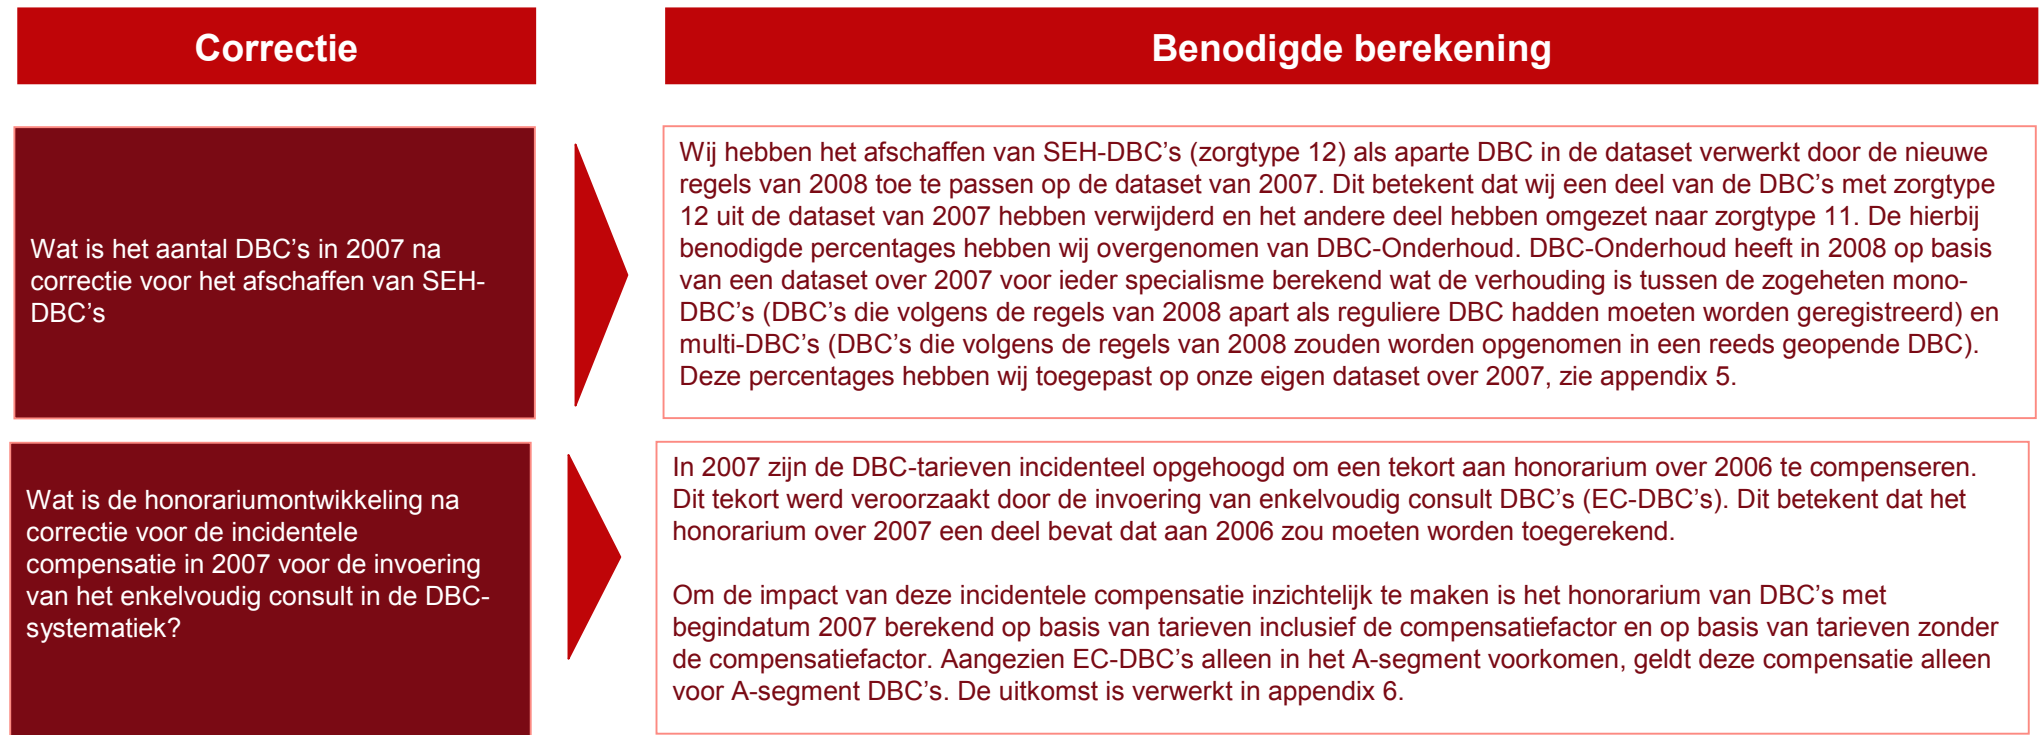 Correctie
Benodigde berekening
Wat is het aantal DBC's in 2007 na
correctie voor het afschaffen van SEH-
DBC's
Wij hebben het afschaffen van SEH-DBC's (zorgtype 12) als aparte DBC in de dataset verwerkt door de nieuwe
regels van 2008 toe te passen op de dataset van 2007. Dit betekent dat wij een deel van de DBC's met zorgtype
12 uit de dataset van 2007 hebben verwijderd en het andere deel hebben omgezet naar zorgtype 11. De hierbij
benodigde percentages hebben wij overgenomen van DBC-Onderhoud. DBC-Onderhoud heeft in 2008 op basis
van een dataset over 2007 voor ieder specialisme berekend wat de verhouding is tussen de zogeheten mono-
DBC's (DBC's die volgens de regels van 2008 apart als reguliere DBC hadden moeten worden geregistreerd) en
multi-DBC's (DBC's die volgens de regels van 2008 zouden worden opgenomen in een reeds geopende DBC).
Deze percentages hebben wij toegepast op onze eigen dataset over 2007, zie appendix 5.
Wat is de honorariumontwikkeling na
correctie voor de incidentele
compensatie in 2007 voor de invoering
van het enkelvoudig consult in de DBC-
systematiek?
In 2007 zijn de DBC-tarieven incidenteel opgehoogd om een tekort aan honorarium over 2006 te compenseren.
Dit tekort werd veroorzaakt door de invoering van enkelvoudig consult DBC's (EC-DBC's). Dit betekent dat het
honorarium over 2007 een deel bevat dat aan 2006 zou moeten worden toegerekend.
Om de impact van deze incidentele compensatie inzichtelijk te maken is het honorarium van DBC's met
begindatum 2007 berekend op basis van tarieven inclusief de compensatiefactor en op basis van tarieven zonder
de compensatiefactor. Aangezien EC-DBC's alleen in het A-segment voorkomen, geldt deze compensatie alleen
voor A-segment DBC's. De uitkomst is verwerkt in appendix 6.